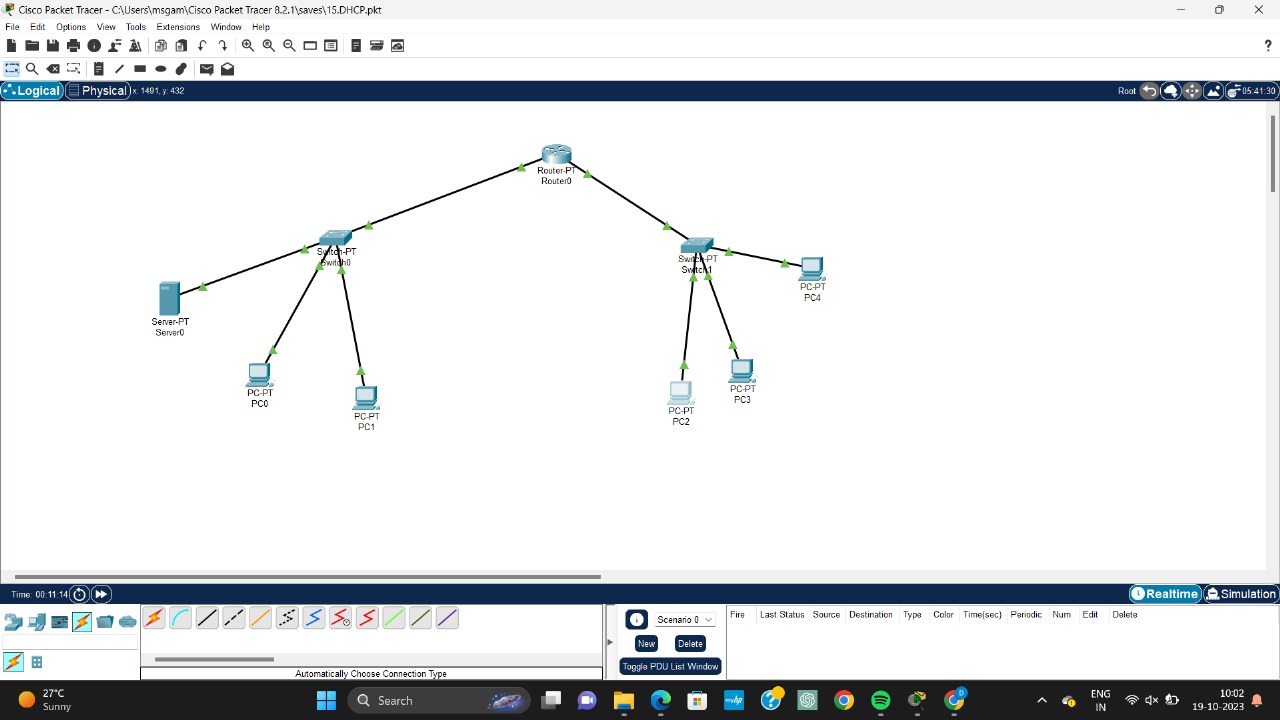 Cisco Packet Tracer - C:\Users\msgam\Cisco Packet Tracer 8.2.1\saves\15.DHCP.pkt
File Edit Options View Tools Extensions Window Help
?
Logical Physical x: 1491, y: 432 Root 05:41:30
Router-PT
Router0
Switch-PT
Switch0
Switch-PT
Switch1
PC-PT
PC4
Server-PT
Server0
PC-PT
PC0
PC-PT
PC1
PC-PT
PC2
PC-PT
PC3
Time: 00:11:14 Realtime Simulation
Scenario 0
New Delete
Toggle PDU List Window
Fire Last Status Source Destination Type Color Time(sec) Periodic Num Edit Delete
Automatically Choose Connection Type
27°C
Sunny
Search
ENG
IN
10:02
19-10-2023